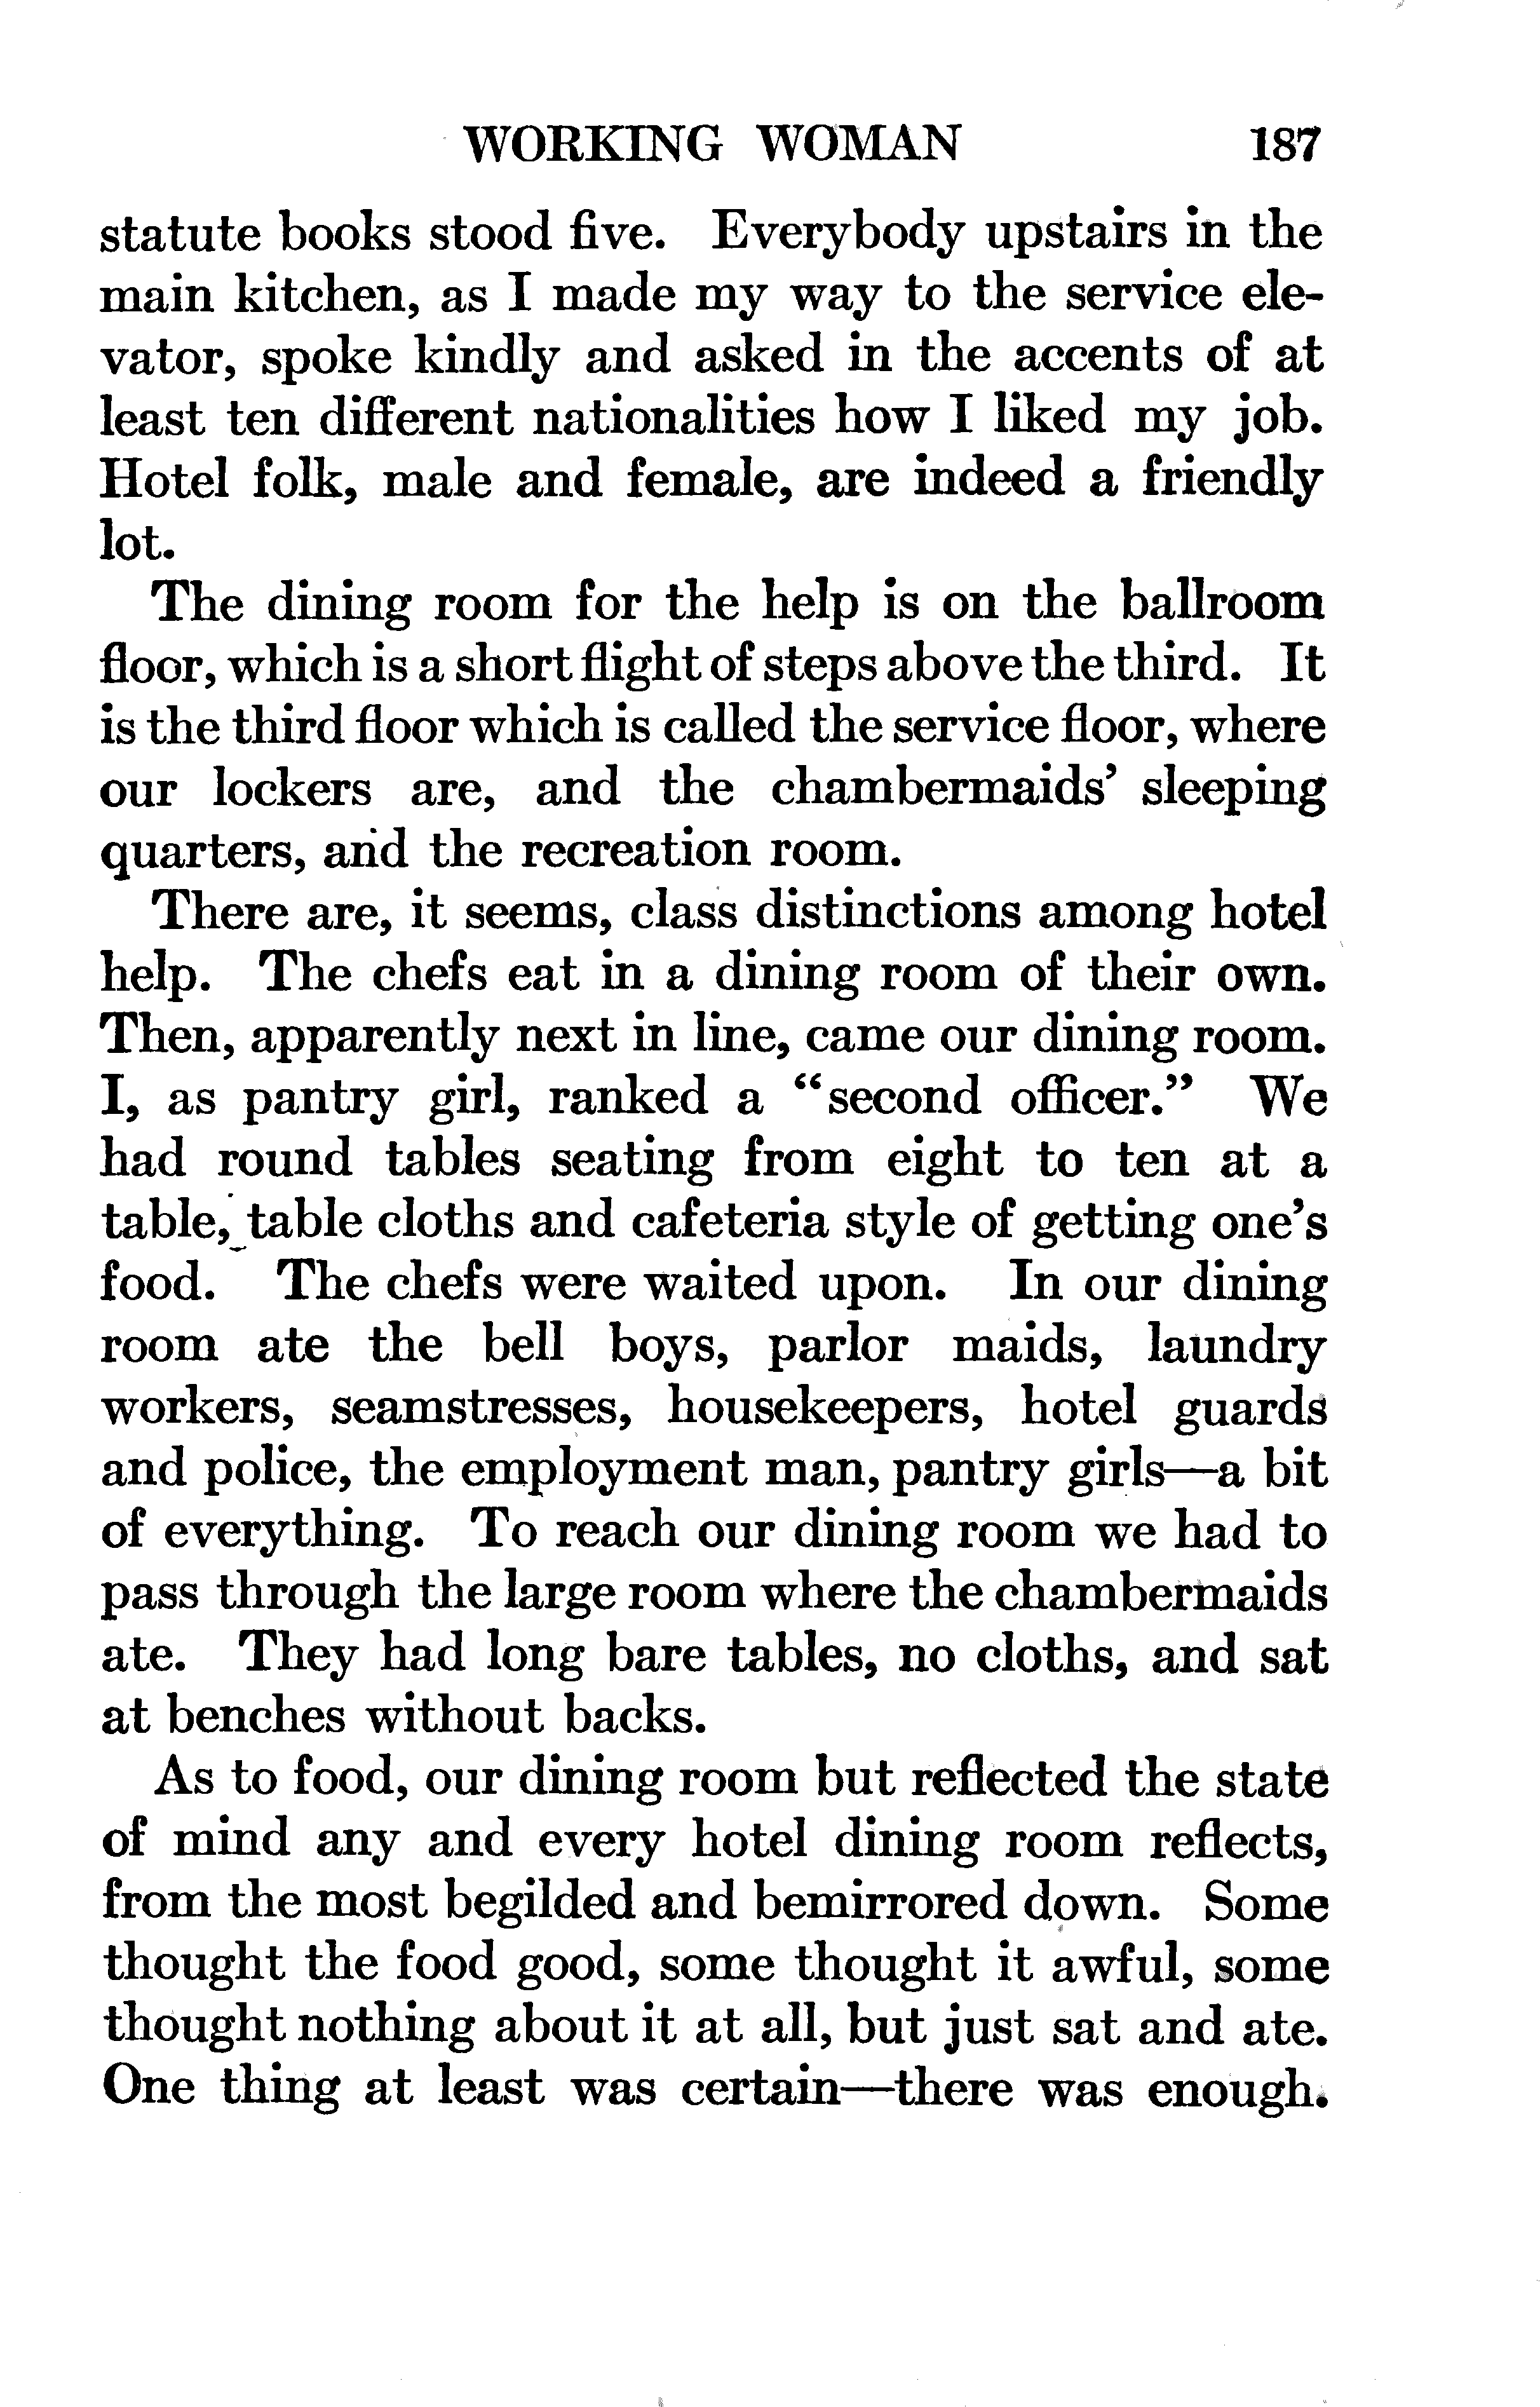 WORKING WOMAN 187
statute books stood five. Everybody upstairs in the
main kitchen, as I made my way to the service ele-
vator, spoke kindly and asked in the accents of at
least ten different nationalities how I liked my job.
Hotel folk, male and female, are indeed a friendly
lot.
The dining room for the help is on the ballroom
floor, which is a short flight of steps above the third. It
is the third floor which is called the service floor, where
our lockers are, and the chambermaids’ sleeping
quarters, and the recreation room.
There are, it seems, class distinctions among hotel
help. The chefs eat in a dining room of their own.
Then, apparently next in line, came our dining room.
I, as pantry girl, ranked a “second officer.” We
had round tables seating from eight to ten at a
table, table cloths and cafeteria style of getting one’s
food. The chefs were waited upon. In our dining
room ate the bell boys, parlor maids, laundry
workers, seamstresses, housekeepers, hotel guards
and police, the employment man, pantry girls—a bit
of everything. To reach our dining room we had to
pass through the large room where the chambermaids
ate. They had long bare tables, no cloths, and sat
at benches without backs.
As to food, our dining room but reflected the state
of mind any and every hotel dining room reflects,
from the most begilded and bemirrored down. Some
thought the food good, some thought it awful, some
thought nothing about it at all, but just sat and ate.
One thing at least was certain—there was enough.